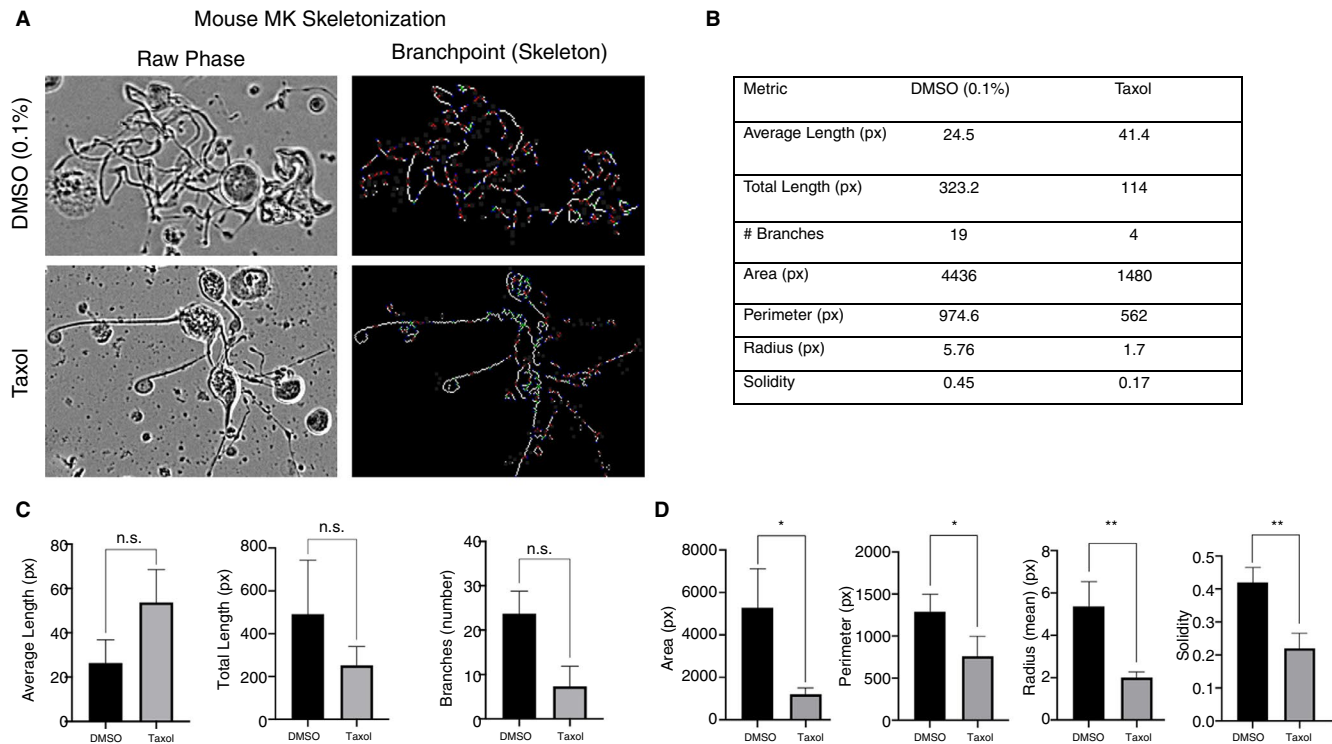 A
Mouse MK Skeletonization
Raw Phase
Branchpoint (Skeleton)
DMSO (0.1%)
Taxol
B
Metric DMSO (0.1%) Taxol
Average Length (px) 24.5 41.4
Total Length (px) 323.2 114
# Branches 19 4
Area (px) 4436 1480
Perimeter (px) 974.6 562
Radius (px) 5.76 1.7
Solidity 0.45 0.17
C
Average Length (px)
80
60
40
20
0
n.s.
DMSO Taxol
Total Length (px)
800
600
400
200
0
n.s.
DMSO Taxol
Branches (number)
40
30
20
10
0
n.s.
DMSO Taxol
D
Area (px)
8000
6000
4000
2000
0
*
DMSO Taxol
Perimeter (px)
2000
1500
1000
500
0
*
DMSO Taxol
Radius (mean) (px)
8
6
4
2
0
**
DMSO Taxol
Solidity
0.5
0.4
0.3
0.2
0.1
0.0
**
DMSO Taxol